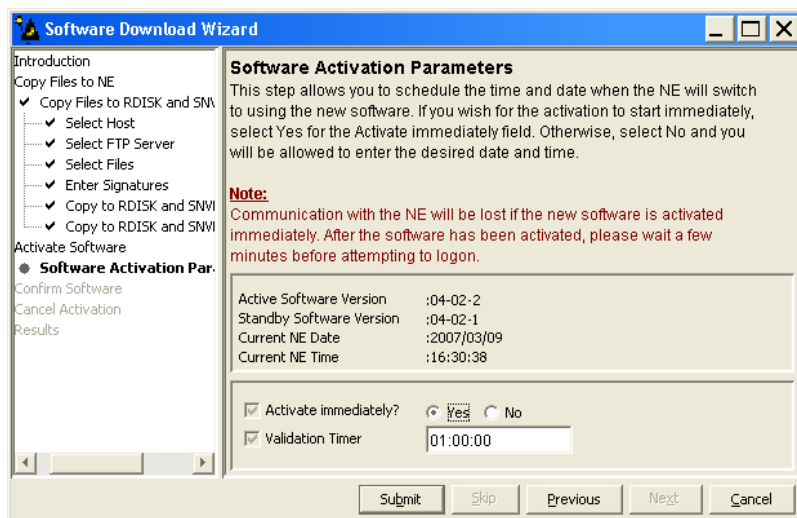 Software Download Wizard
Introduction
Copy Files to NE
Copy Files to RDISK and SNV
Select Host
Select FTP Server
Select Files
Enter Signatures
Copy to RDISK and SNVI
Copy to RDISK and SNVI
Activate Software
Software Activation Par
Confirm Software
Cancel Activation
Results
Software Activation Parameters
This step allows you to schedule the time and date when the NE will switch
to using the new software. If you wish for the activation to start immediately,
select Yes for the Activate immediately field. Otherwise, select No and you
will be allowed to enter the desired date and time.
Note:
Communication with the NE will be lost if the new software is activated
immediately. After the software has been activated, please wait a few
minutes before attempting to logon.
Active Software Version :04-02-2
Standby Software Version :04-02-1
Current NE Date :2007/03/09
Current NE Time :16:30:38
Activate immediately? Yes No
Validation Timer 01:00:00
Submit Skip Previous Next Cancel